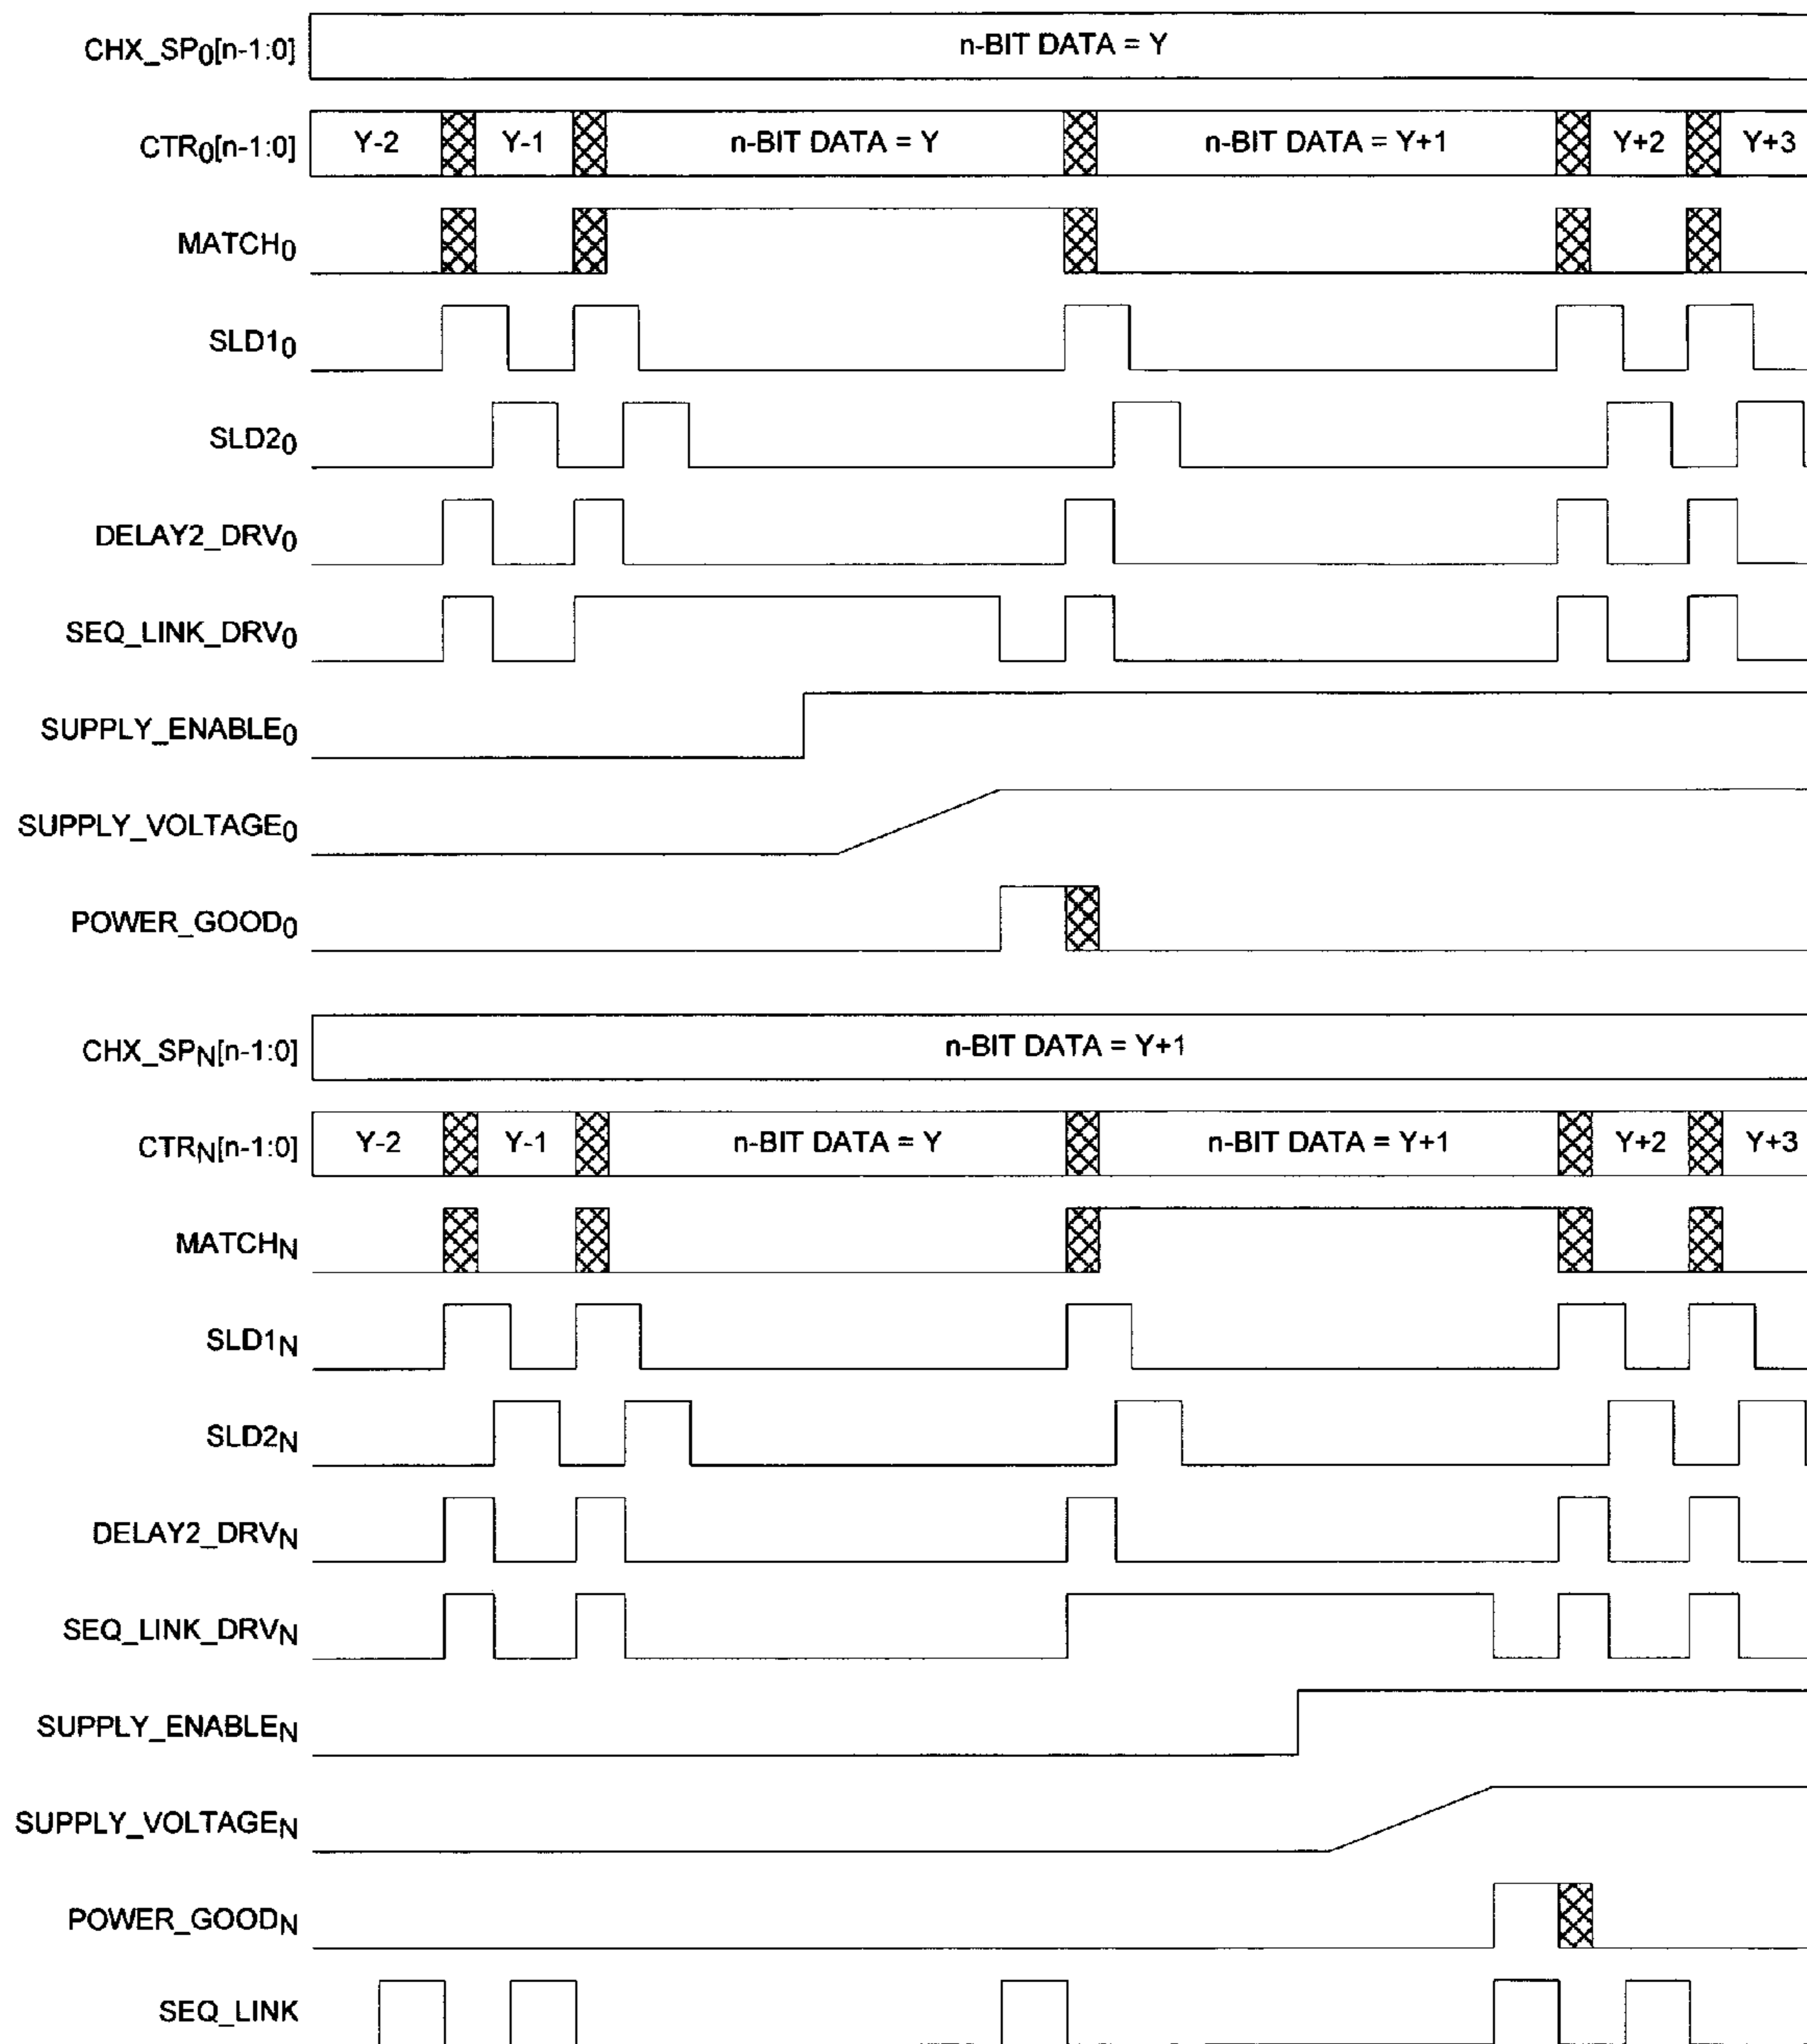 CHX_SP0[n-1:0] n-BIT DATA = Y
CTR0[n-1:0] Y-2 Y-1 n-BIT DATA = Y n-BIT DATA = Y+1 Y+2 Y+3
MATCH0
SLD10
SLD20
DELAY2_DRV0
SEQ_LINK_DRV0
SUPPLY_ENABLE0
SUPPLY_VOLTAGE0
POWER_GOOD0
CHX_SPN[n-1:0] n-BIT DATA = Y+1
CTRN[n-1:0] Y-2 Y-1 n-BIT DATA = Y n-BIT DATA = Y+1 Y+2 Y+3
MATCHN
SLD1N
SLD2N
DELAY2_DRVN
SEQ_LINK_DRVN
SUPPLY_ENABLEN
SUPPLY_VOLTAGEN
POWER_GOODN
SEQ_LINK